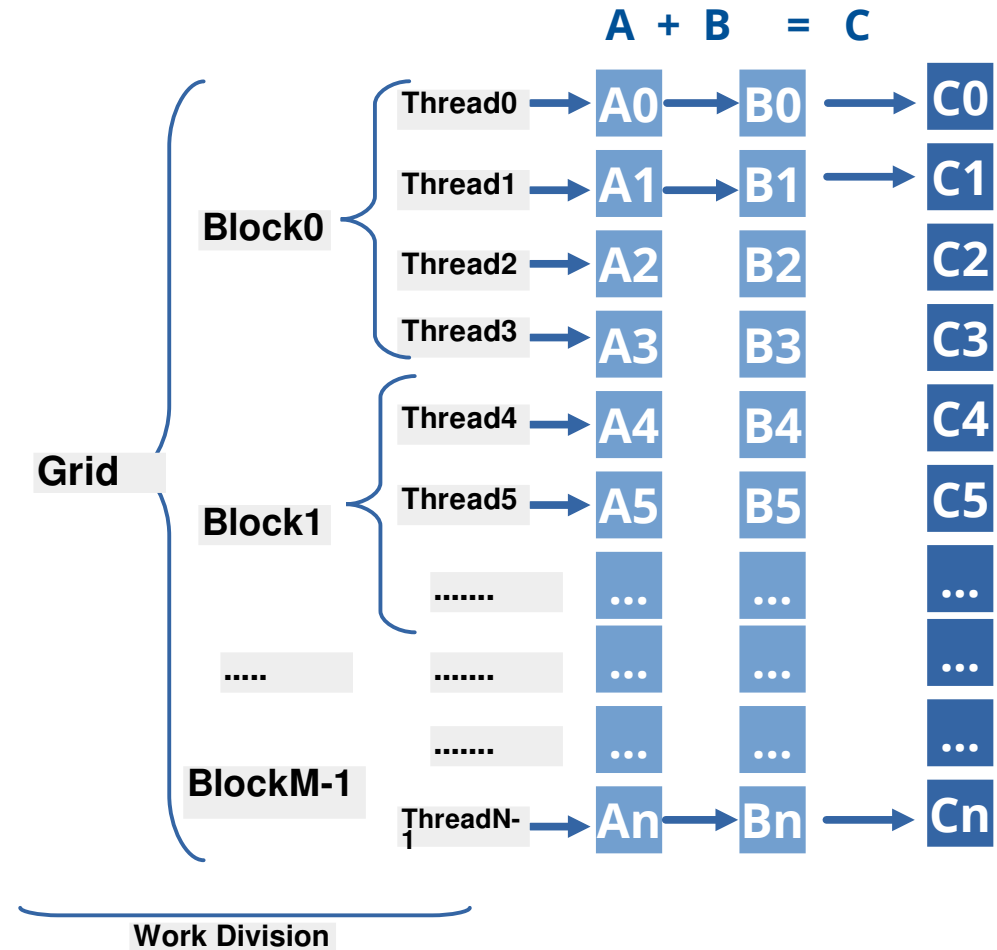 A + B = C
Thread0 A0 B0 C0
Thread1 A1 B1 C1
Block0
Thread2 A2 B2 C2
Thread3 A3 B3 C3
Thread4 A4 B4 C4
Grid
Thread5 A5 B5 C5
Block1
....... ... ... ...
..... ....... ... ... ...
....... ... ... ...
BlockM-1
ThreadN-
1 An Bn Cn
Work Division